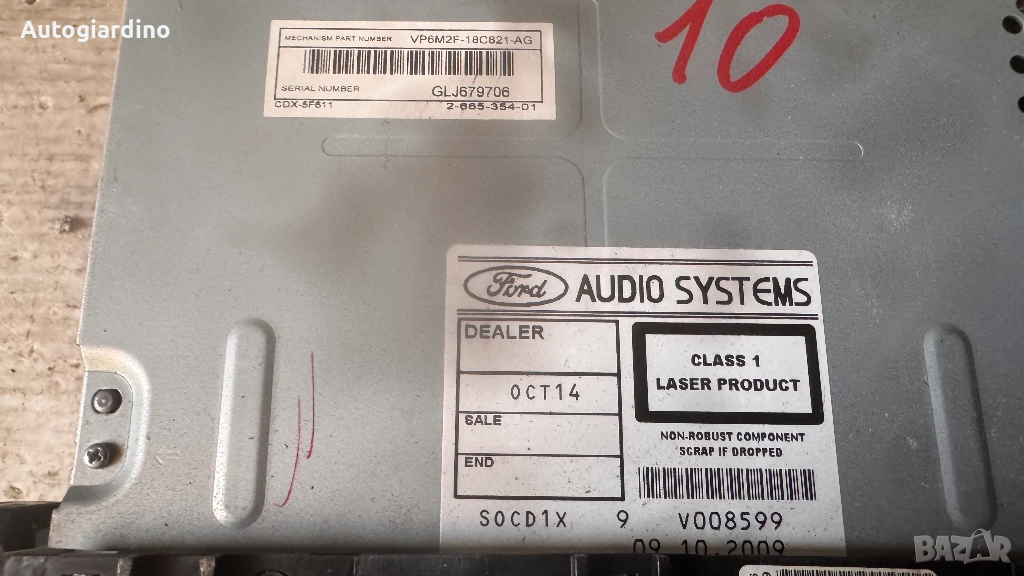 Autogiardino
10
MECHANISM PART NUMBER VP6M2F-18C821-AG
SERIAL NUMBER GLJ679706
CDX-5F611 2-665-354-01
Ford AUDIO SYSTEMS
DEALER
OCT14
SALE
END
CLASS 1
LASER PRODUCT
NON-ROBUST COMPONENT
SCRAP IF DROPPED
SOCD1X 9 V008599
09.10.2009
BAZAR